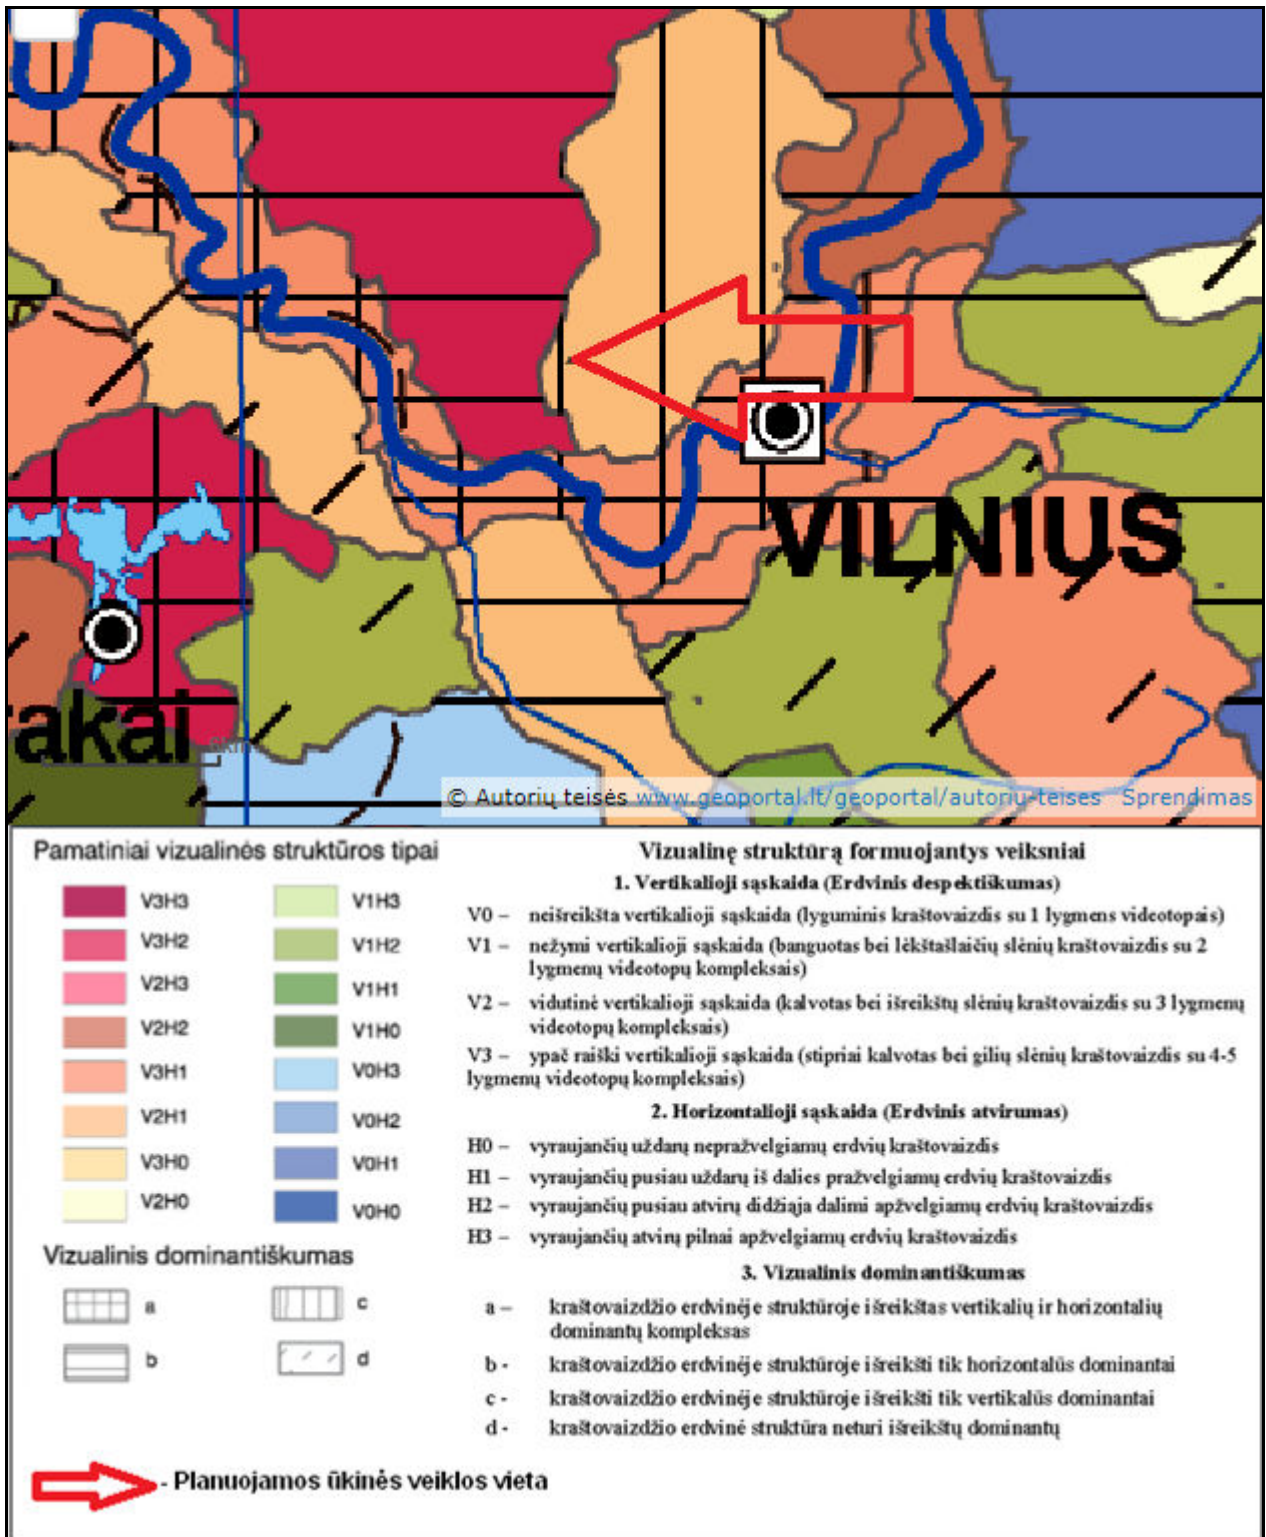 VILNIUS
rakai
8km
© Autorių teisės www.geoportal.lt/geoportal/autoriu-teises Sprendimas
Pamatiniai vizualinės struktūros tipai
V3H3
V3H2
V2H3
V2H2
V3H1
V2H1
V3H0
V2H0
V1H3
V1H2
V1H1
V1H0
V0H3
V0H2
V0H1
V0H0
Vizualinis dominantiškumas
a
b
c
d
Vizualinę struktūrą formuojantys veiksniai
1. Vertikalioji sąskaida (Erdvinis despektiškumas)
V0 – neišreikšta vertikalioji sąskaida (lyguminis kraštovaizdis su 1 lygmens videotopais)
V1 – nežymi vertikalioji sąskaida (banguotas bei lėkštašlaičių slėnių kraštovaizdis su 2
lygmenų videotopų kompleksais)
V2 – vidutinė vertikalioji sąskaida (kalvotas bei išreikštų slėnių kraštovaizdis su 3 lygmenų
videotopų kompleksais)
V3 – ypač raiški vertikalioji sąskaida (stipriai kalvotas bei gilių slėnių kraštovaizdis su 4-5
lygmenų videotopų kompleksais)
2. Horizontalioji sąskaida (Erdvinis atvirumas)
H0 – vyraujančių uždarų nepražvelgiamų erdvių kraštovaizdis
H1 – vyraujančių pusiau uždarų iš dalies pražvelgiamų erdvių kraštovaizdis
H2 – vyraujančių pusiau atvirų didžiąja dalimi apžvelgiamų erdvių kraštovaizdis
H3 – vyraujančių atvirų pilnai apžvelgiamų erdvių kraštovaizdis
3. Vizualinis dominantiškumas
a – kraštovaizdžio erdvinėje struktūroje išreikštas vertikalių ir horizontalių
dominantų kompleksas
b - kraštovaizdžio erdvinėje struktūroje išreikšti tik horizontalūs dominantai
c - kraštovaizdžio erdvinėje struktūroje išreikšti tik vertikalūs dominantai
d - kraštovaizdžio erdvinė struktūra neturi išreikštų dominantų
- Planuojamos ūkinės veiklos vieta